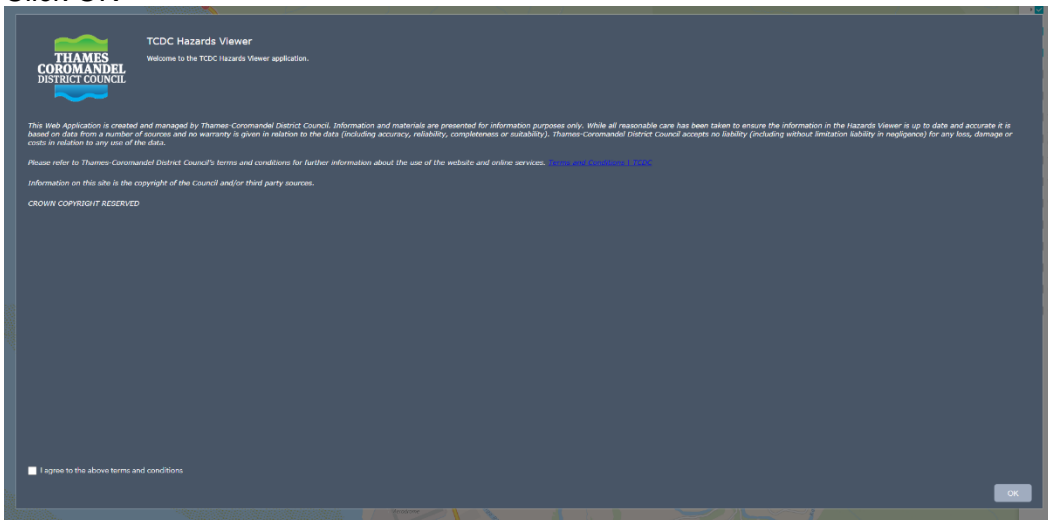 TCDC Hazards Viewer
Welcome to the TCDC Hazards Viewer application.
THAMES
COROMANDEL
DISTRICT COUNCIL
This Web Application is created and managed by Thames-Coromandel District Council. Information and materials are presented for information purposes only. While all reasonable care has been taken to ensure the information in the Hazards Viewer is up to date and accurate it is
based on data from a number of sources and no warranty is given in relation to the data (including accuracy, reliability, completeness or suitability). Thames-Coromandel District Council accepts no liability (including without limitation liability in negligence) for any loss, damage or
costs in relation to any use of the data.
Please refer to Thames-Coromandel District Council's terms and conditions for further information about the use of the website and online services. Terms and Conditions | TCDC
Information on this site is the copyright of the Council and/or third party sources.
CROWN COPYRIGHT RESERVED
I agree to the above terms and conditions
OK